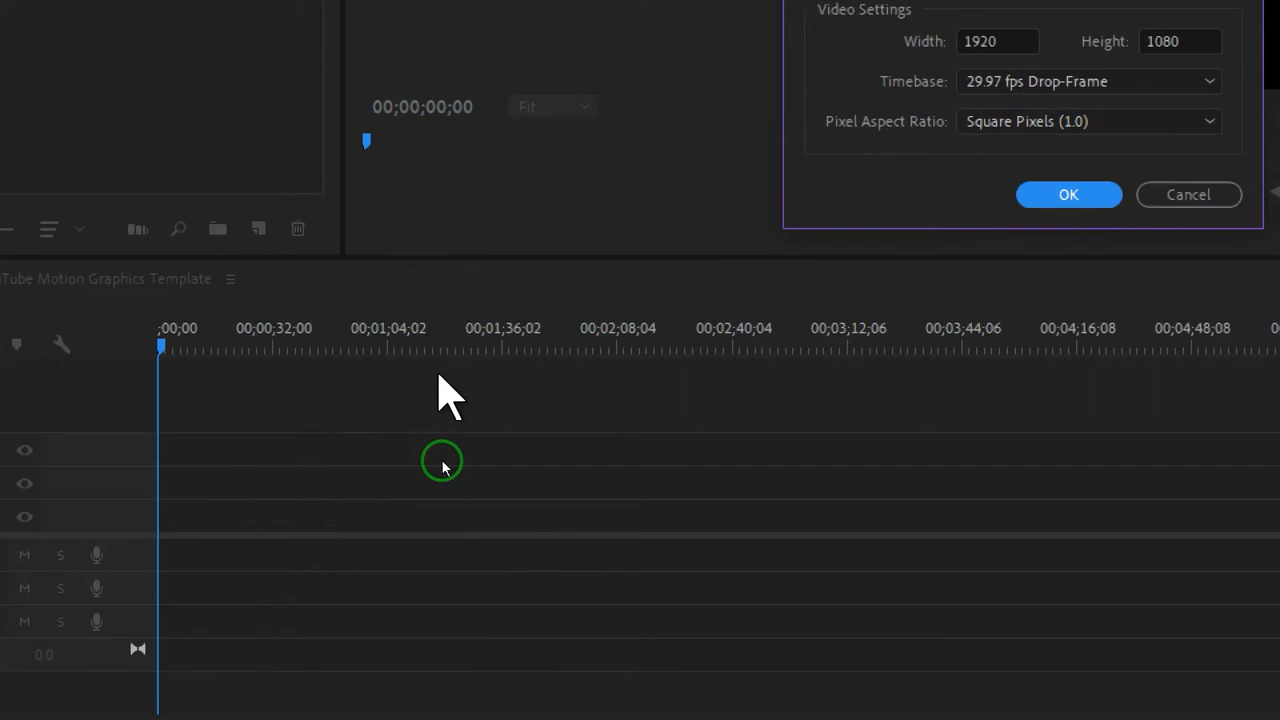 Video Settings
Width: 1920 Height: 1080
Timebase: 29.97 fps Drop-Frame
00;00;00;00 Fit
Pixel Aspect Ratio: Square Pixels (1.0)
OK Cancel
Tube Motion Graphics Template
;00;00 00;00;32;00 00;01;04;02 00;01;36;02 00;02;08;04 00;02;40;04 00;03;12;06 00;03;44;06 00;04;16;08 00;04;48;08
M S
M S
M S
0.0